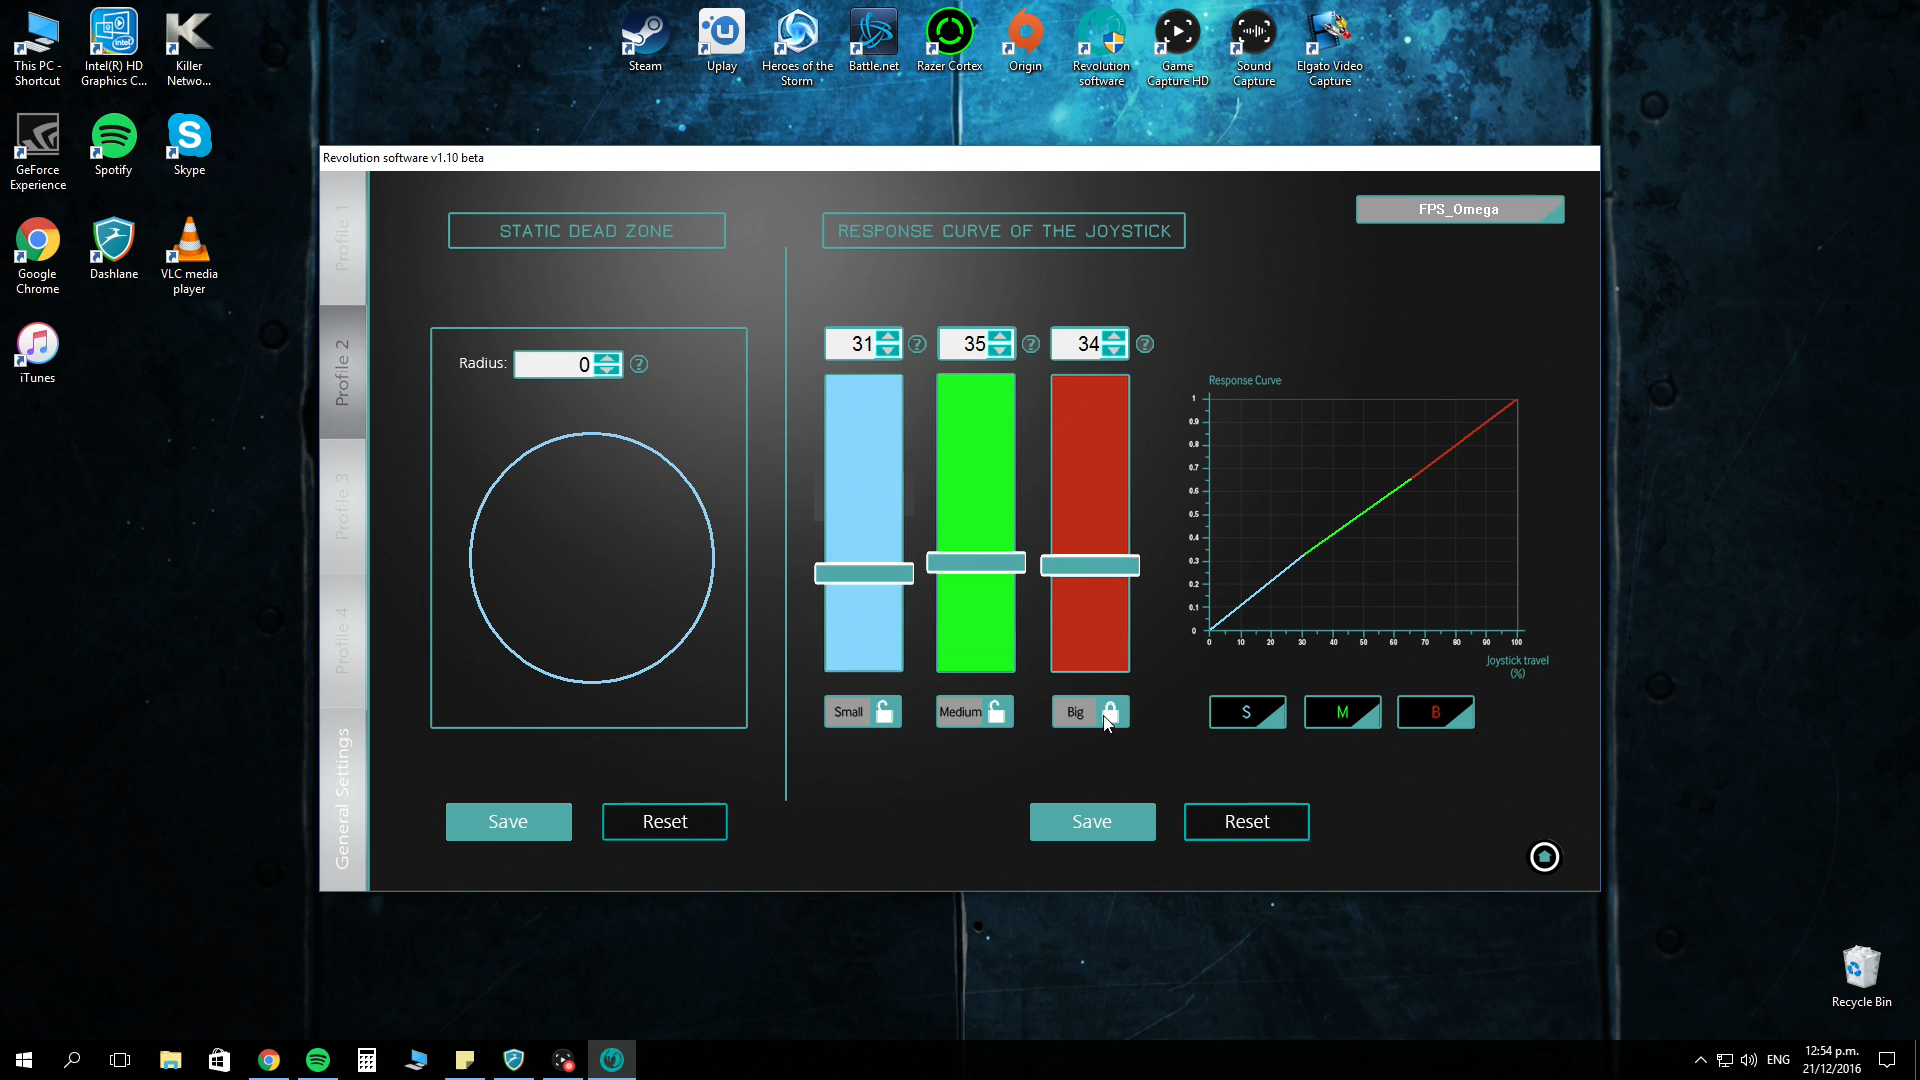 This PC -
Shortcut
Intel(R) HD
Graphics C...
Killer
Netwo...
Steam
Uplay
Heroes of the
Storm
Battle.net
Razer Cortex
Origin
Revolution
software
Game
Capture HD
Sound
Capture
Elgato Video
Capture
GeForce
Experience
Spotify
Skype
Google
Chrome
Dashlane
VLC media
player
iTunes
Revolution software v1.10 beta
Profile 1
Profile 2
Profile 3
Profile 4
General Settings
STATIC DEAD ZONE
RESPONSE CURVE OF THE JOYSTICK
FPS_Omega
Radius: 0 ?
31 ? 35 ? 34 ?
Response Curve
1
0.9
0.8
0.7
0.6
0.5
0.4
0.3
0.2
0.1
0
0 10 20 30 40 50 60 70 80 90 100
Joystick travel
(%)
Small
Medium
Big
S
M
B
Save
Reset
Save
Reset
Recycle Bin
ENG
12:54 p.m.
21/12/2016